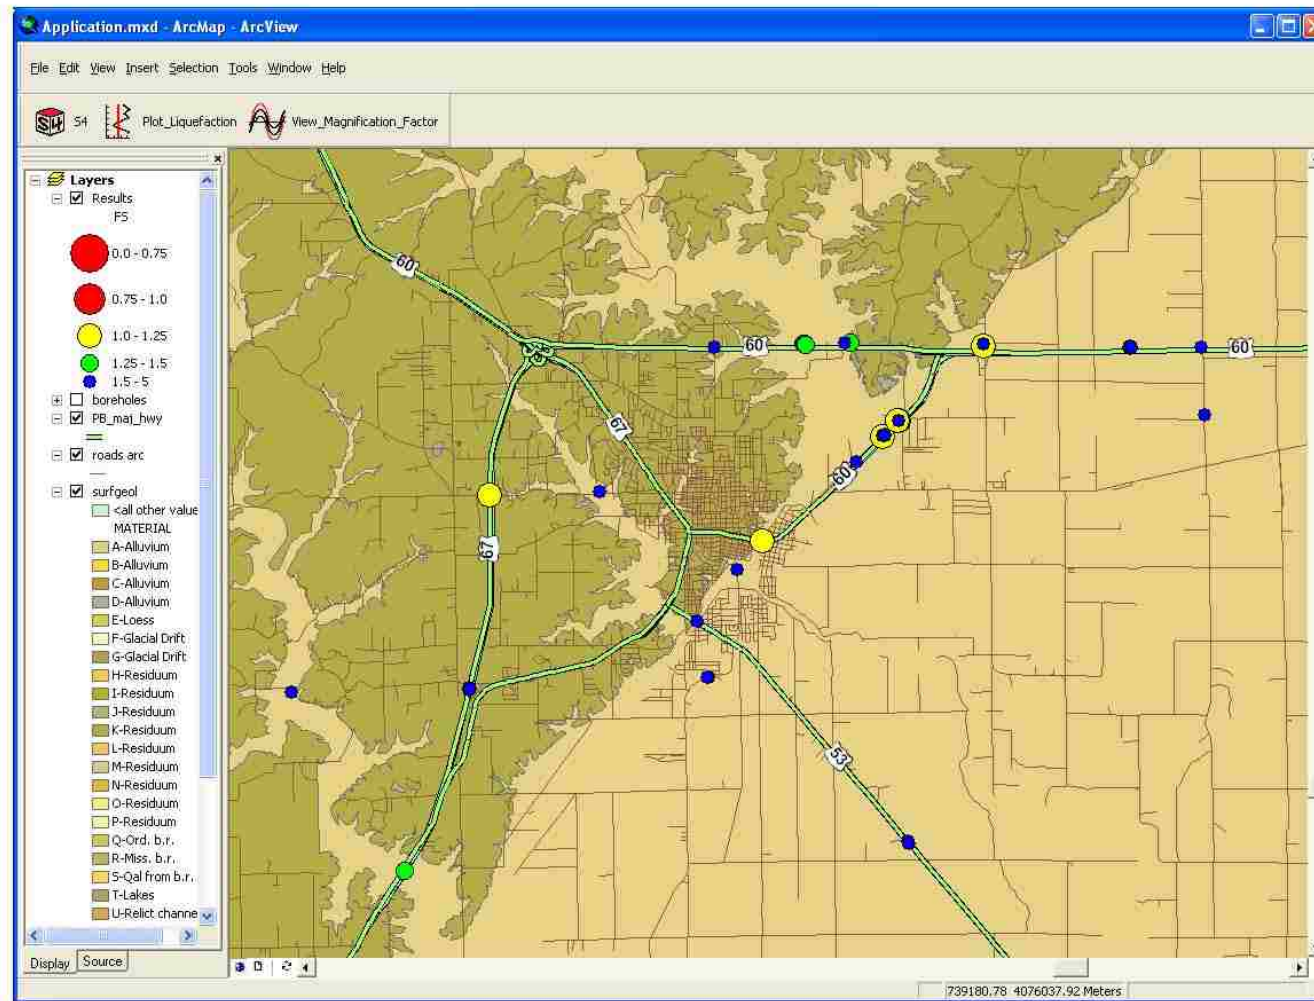 Application.mxd - ArcMap - ArcView
File Edit View Insert Selection Tools Window Help
S4 Plot_Liquefaction View_Magnification_Factor
Layers
Results
FS
0.0 - 0.75
0.75 - 1.0
1.0 - 1.25
1.25 - 1.5
1.5 - 5
boreholes
PB_maj_hwy
roads arc
surfgeol
<all other value
MATERIAL
A-Alluvium
B-Alluvium
C-Alluvium
D-Alluvium
E-Loess
F-Glacial Drift
G-Glacial Drift
H-Residuum
I-Residuum
J-Residuum
K-Residuum
L-Residuum
M-Residuum
N-Residuum
O-Residuum
P-Residuum
Q-Ord. b.r.
R-Miss. b.r.
S-Qal from b.r.
T-Lakes
U-Relict channe
Display Source
60
60
60
67
60
67
53
739180.78 4076037.92 Meters